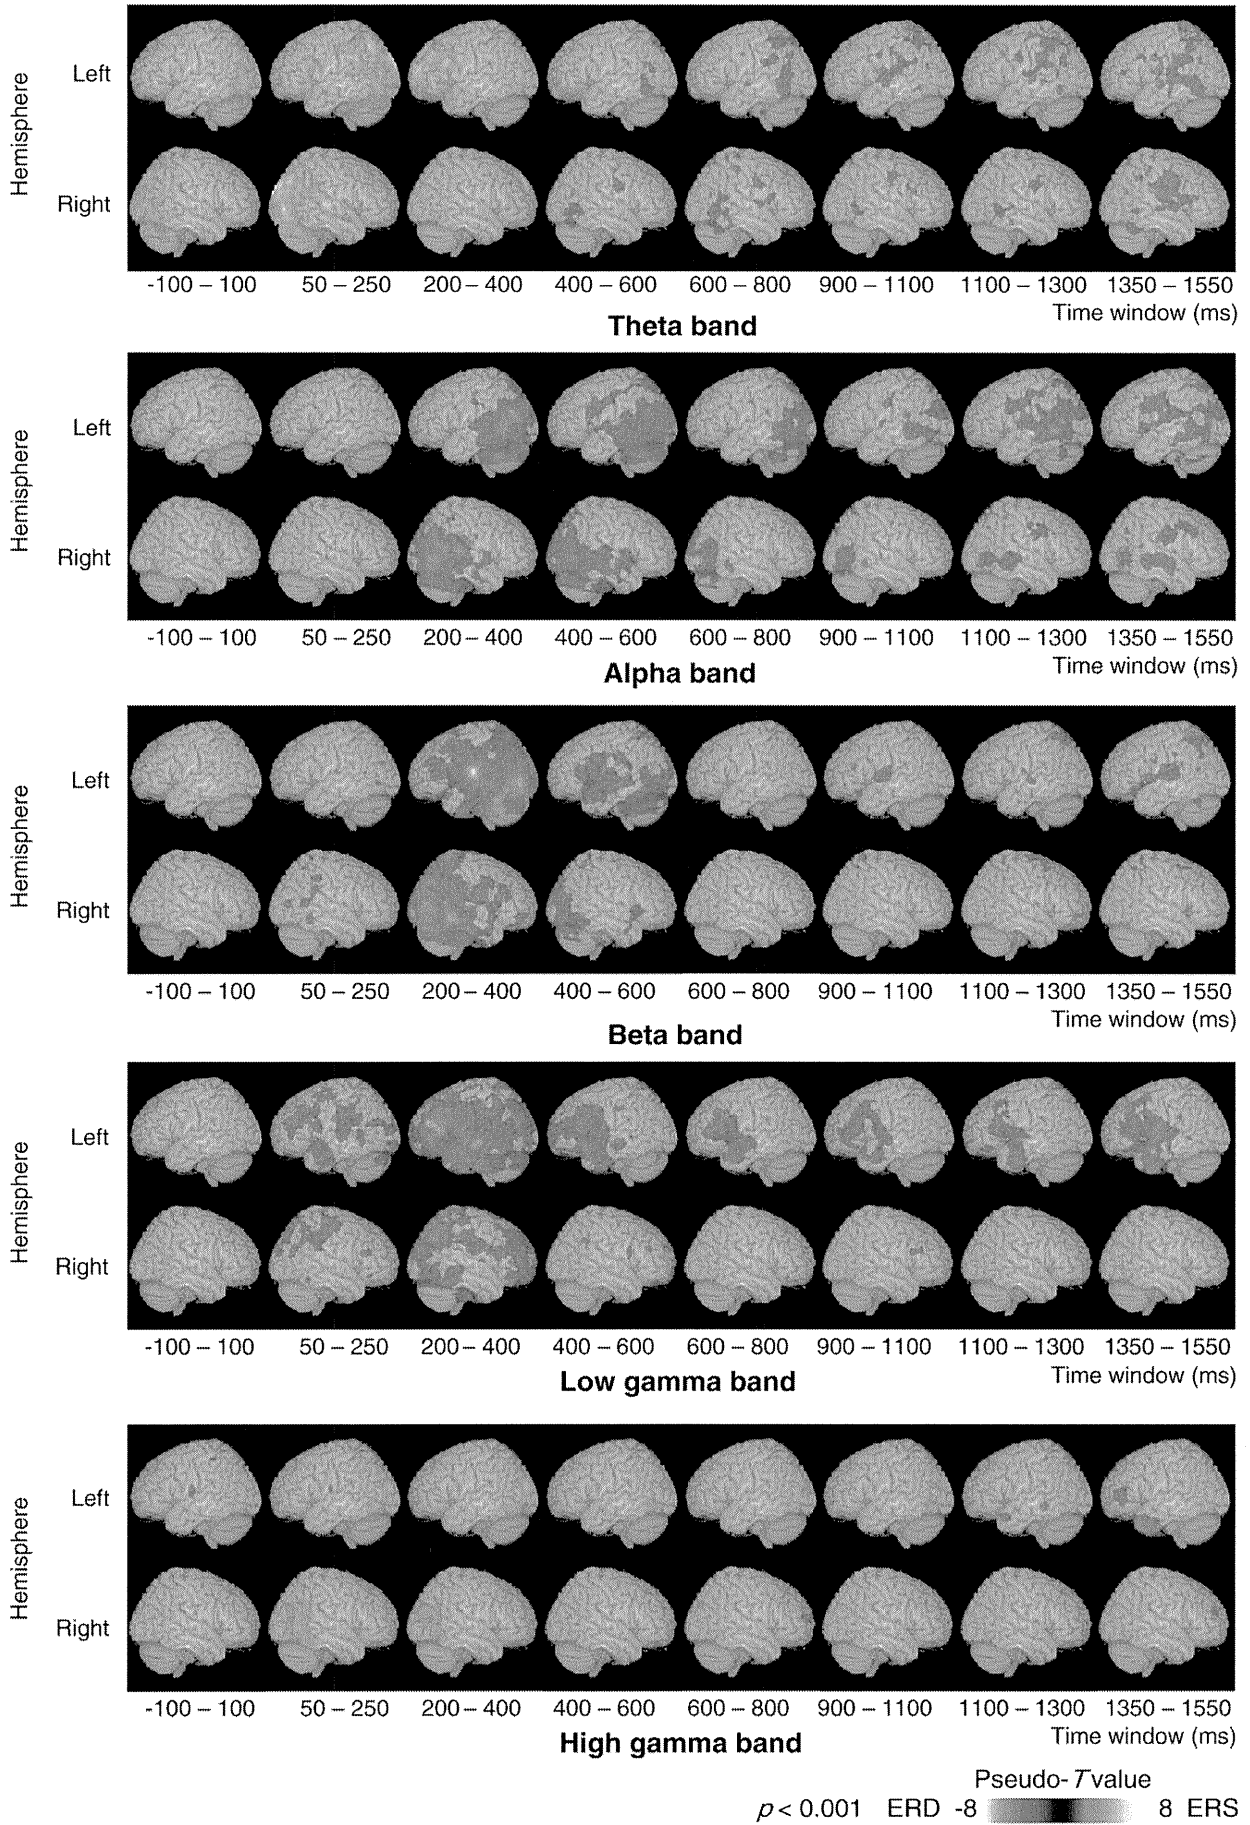 Hemisphere
Left
Right
-100 – 100 50 – 250 200 – 400 400 – 600 600 – 800 900 – 1100 1100 – 1300 1350 – 1550
Time window (ms)
Theta band
Hemisphere
Left
Right
-100 – 100 50 – 250 200 – 400 400 – 600 600 – 800 900 – 1100 1100 – 1300 1350 – 1550
Time window (ms)
Alpha band
Hemisphere
Left
Right
-100 – 100 50 – 250 200 – 400 400 – 600 600 – 800 900 – 1100 1100 – 1300 1350 – 1550
Time window (ms)
Beta band
Hemisphere
Left
Right
-100 – 100 50 – 250 200 – 400 400 – 600 600 – 800 900 – 1100 1100 – 1300 1350 – 1550
Time window (ms)
Low gamma band
Hemisphere
Left
Right
-100 – 100 50 – 250 200 – 400 400 – 600 600 – 800 900 – 1100 1100 – 1300 1350 – 1550
Time window (ms)
High gamma band
Pseudo-T value
p < 0.001 ERD -8 8 ERS